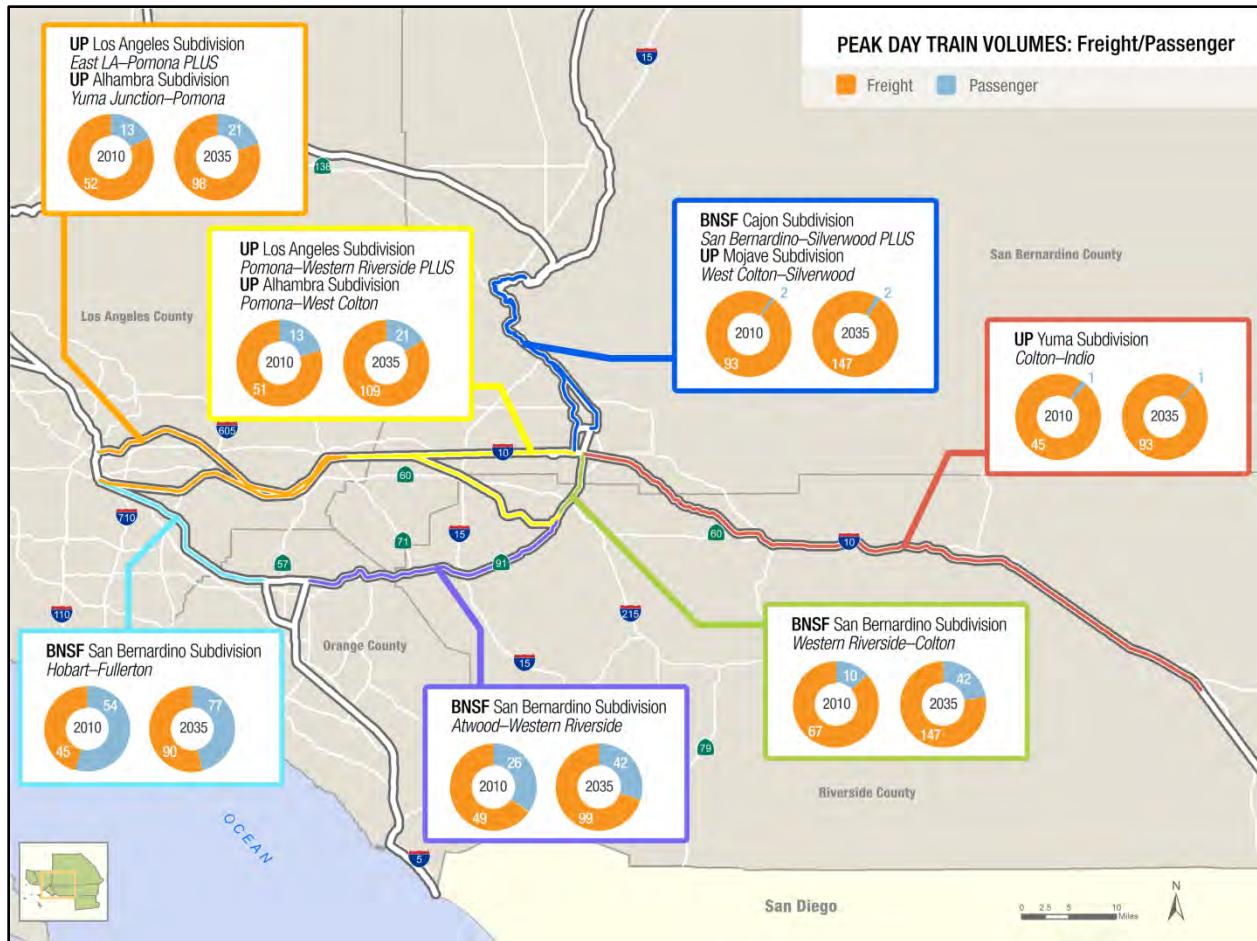 PEAK DAY TRAIN VOLUMES: Freight/Passenger
Freight
Passenger
UP Los Angeles Subdivision
East LA–Pomona PLUS
UP Alhambra Subdivision
Yuma Junction–Pomona
13
2010
52
21
2035
98
UP Los Angeles Subdivision
Pomona–Western Riverside PLUS
UP Alhambra Subdivision
Pomona–West Colton
13
2010
51
21
2035
109
BNSF Cajon Subdivision
San Bernardino–Silverwood PLUS
UP Mojave Subdivision
West Colton–Silverwood
2
2010
93
2
2035
147
UP Yuma Subdivision
Colton–Indio
1
2010
45
1
2035
93
BNSF San Bernardino Subdivision
Hobart–Fullerton
54
2010
45
77
2035
90
BNSF San Bernardino Subdivision
Atwood–Western Riverside
26
2010
49
42
2035
99
BNSF San Bernardino Subdivision
Western Riverside–Colton
10
2010
67
42
2035
147
15
138
Los Angeles County
San Bernardino County
605
10
60
710
71
15
57
91
60
10
110
215
Orange County
15
79
Riverside County
OCEAN
5
San Diego
0 2.5 5 10
Miles
N